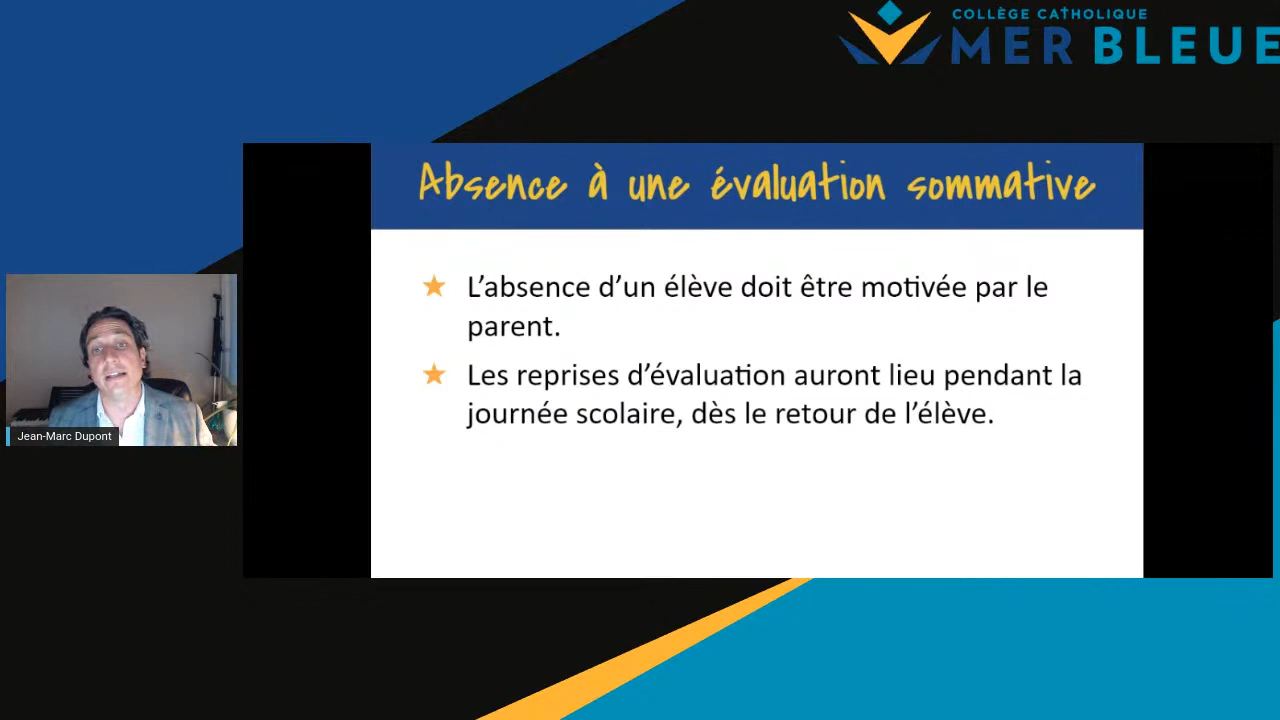 COLLÈGE CATHOLIQUE
MER BLEUE
Absence à une évaluation sommative
L’absence d’un élève doit être motivée par le
parent.
Les reprises d’évaluation auront lieu pendant la
journée scolaire, dès le retour de l’élève.
Jean-Marc Dupont